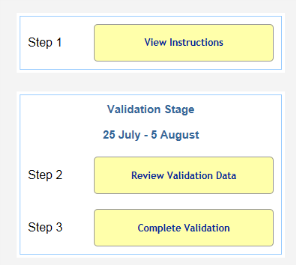 Step 1 View Instructions
Validation Stage
25 July - 5 August
Step 2 Review Validation Data
Step 3 Complete Validation